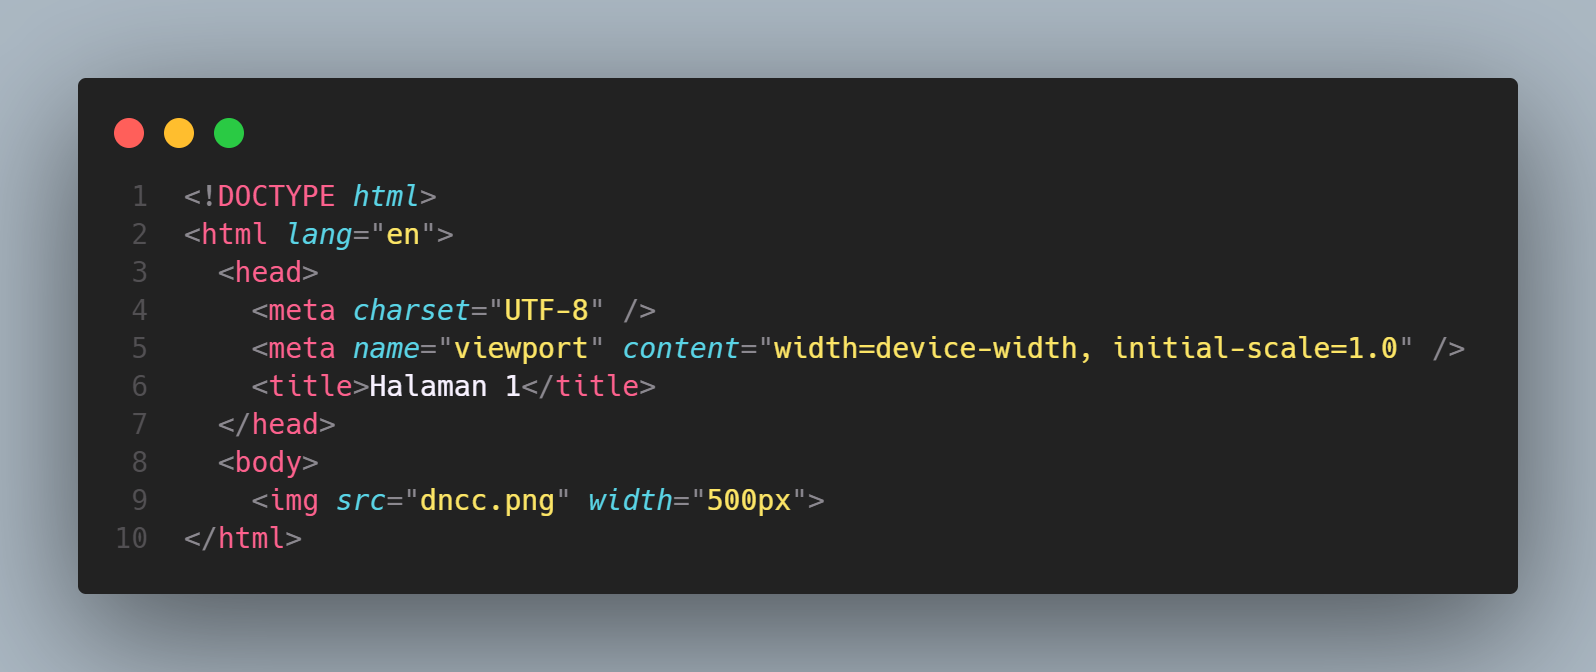 1 <!DOCTYPE html>
2 <html lang="en">
3   <head>
4     <meta charset="UTF-8" />
5     <meta name="viewport" content="width=device-width, initial-scale=1.0" />
6     <title>Halaman 1</title>
7   </head>
8   <body>
9     <img src="dncc.png" width="500px">
10 </html>